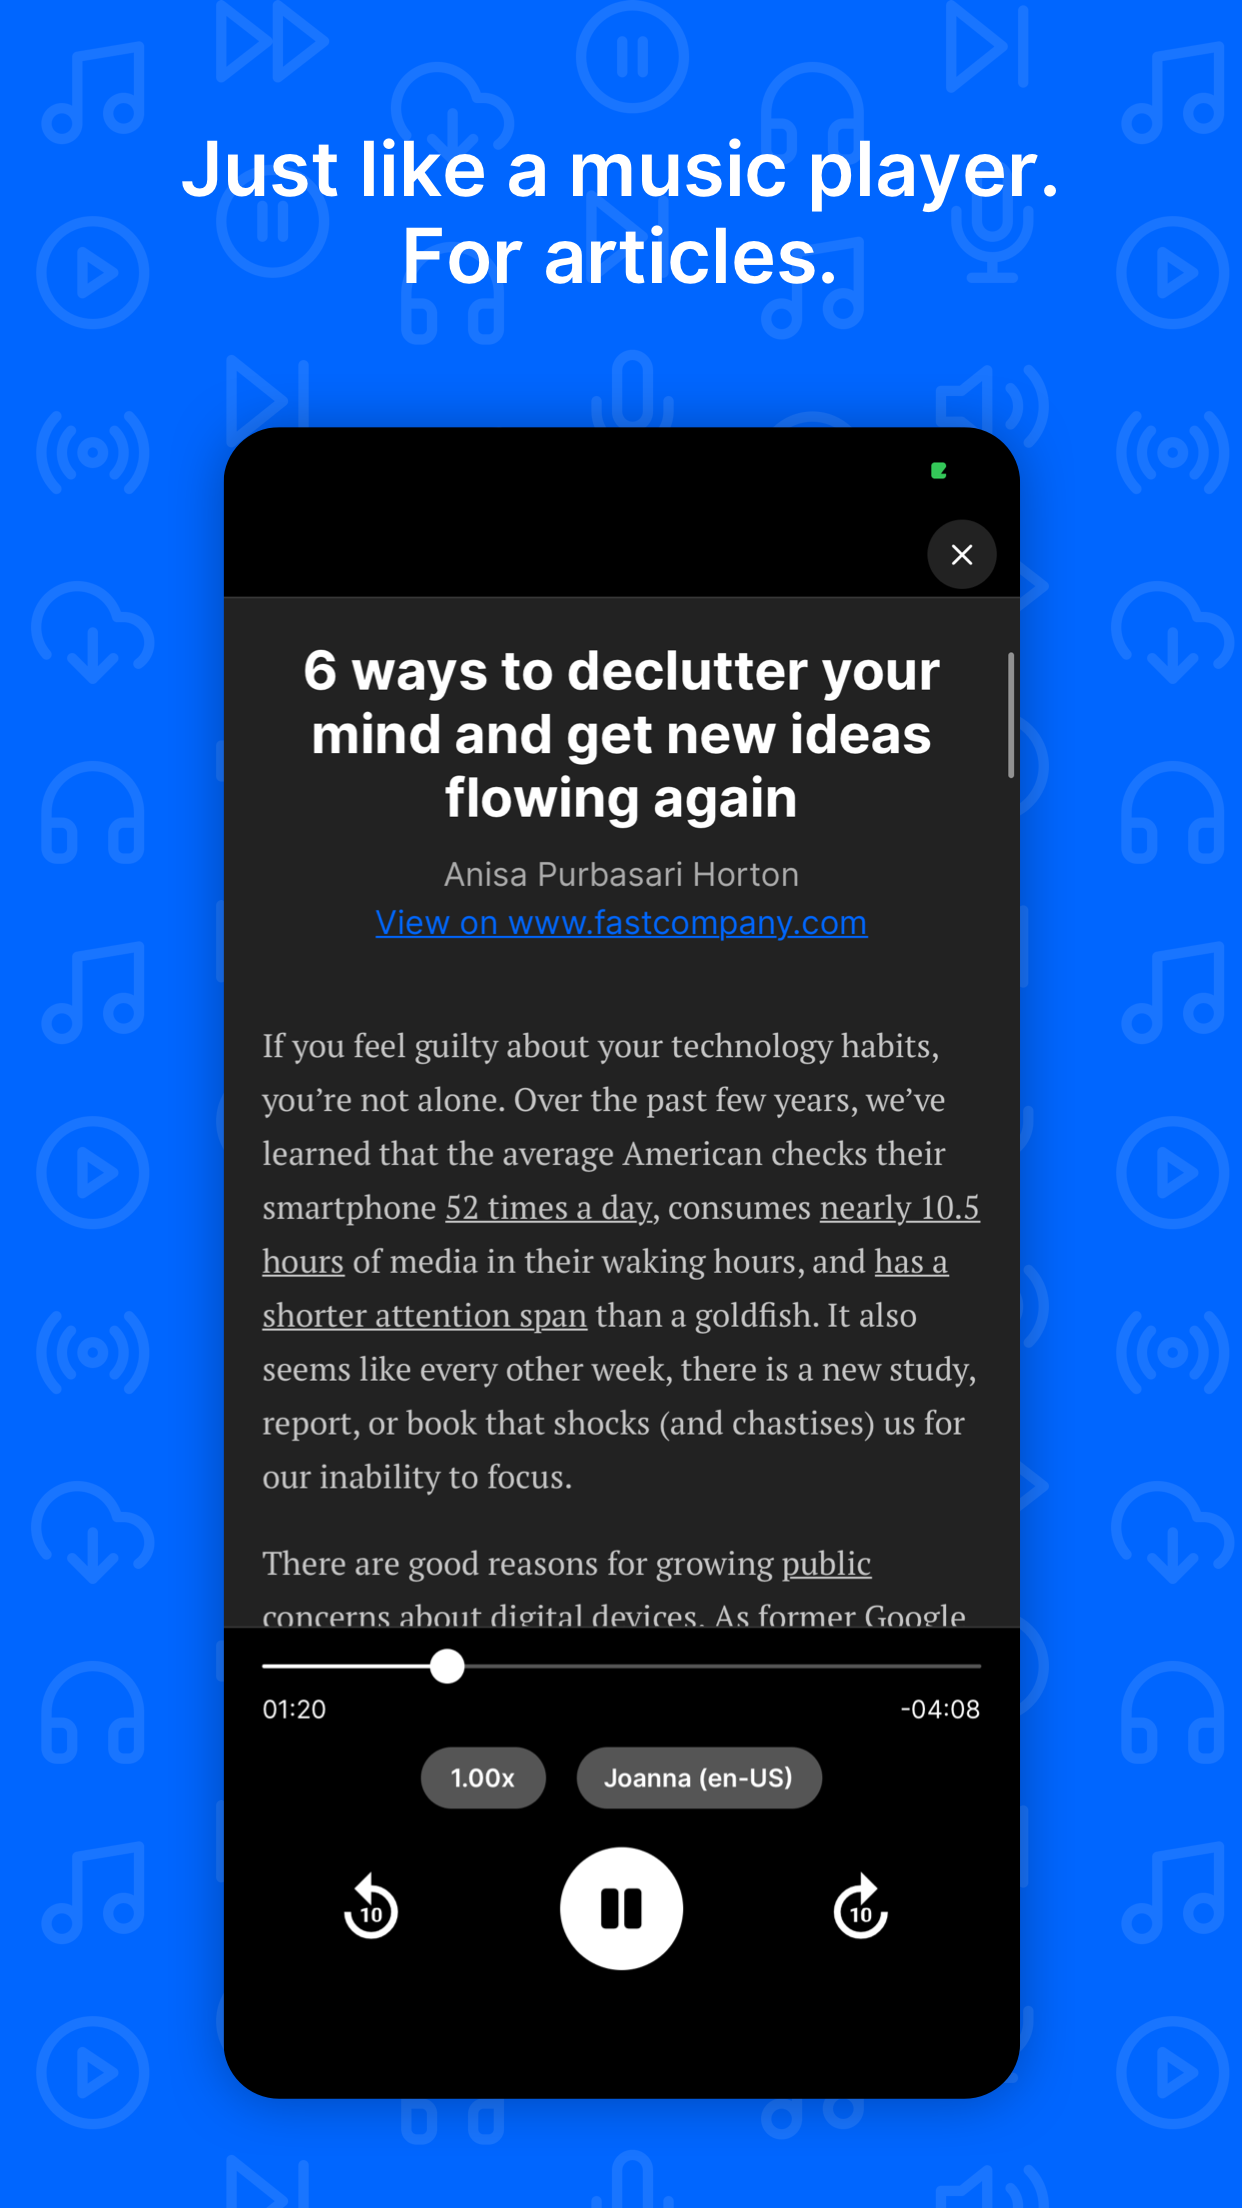 Just like a music player.
For articles.
6 ways to declutter your
mind and get new ideas
flowing again
Anisa Purbasari Horton
View on www.fastcompany.com
If you feel guilty about your technology habits,
you’re not alone. Over the past few years, we’ve
learned that the average American checks their
smartphone 52 times a day, consumes nearly 10.5
hours of media in their waking hours, and has a
shorter attention span than a goldfish. It also
seems like every other week, there is a new study,
report, or book that shocks (and chastises) us for
our inability to focus.
There are good reasons for growing public
concerns about digital devices. As former Google
01:20
-04:08
1.00x
Joanna (en-US)
10
10